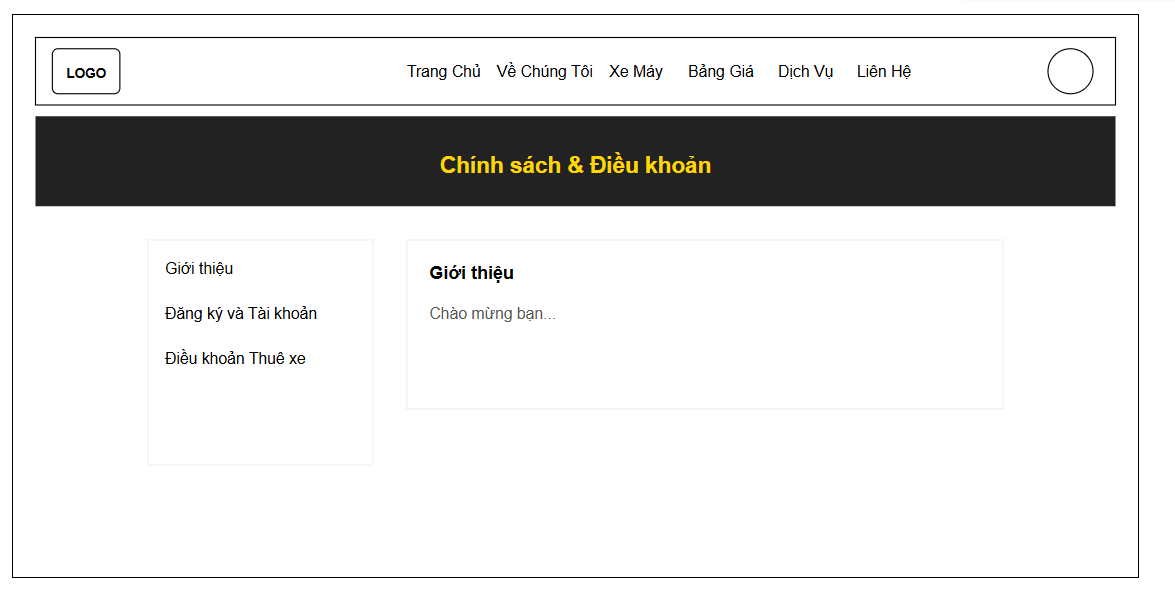 LOGO
Trang Chủ Về Chúng Tôi Xe Máy Bảng Giá Dịch Vụ Liên Hệ
Chính sách & Điều khoản
Giới thiệu
Đăng ký và Tài khoản
Điều khoản Thuê xe
Giới thiệu
Chào mừng bạn...